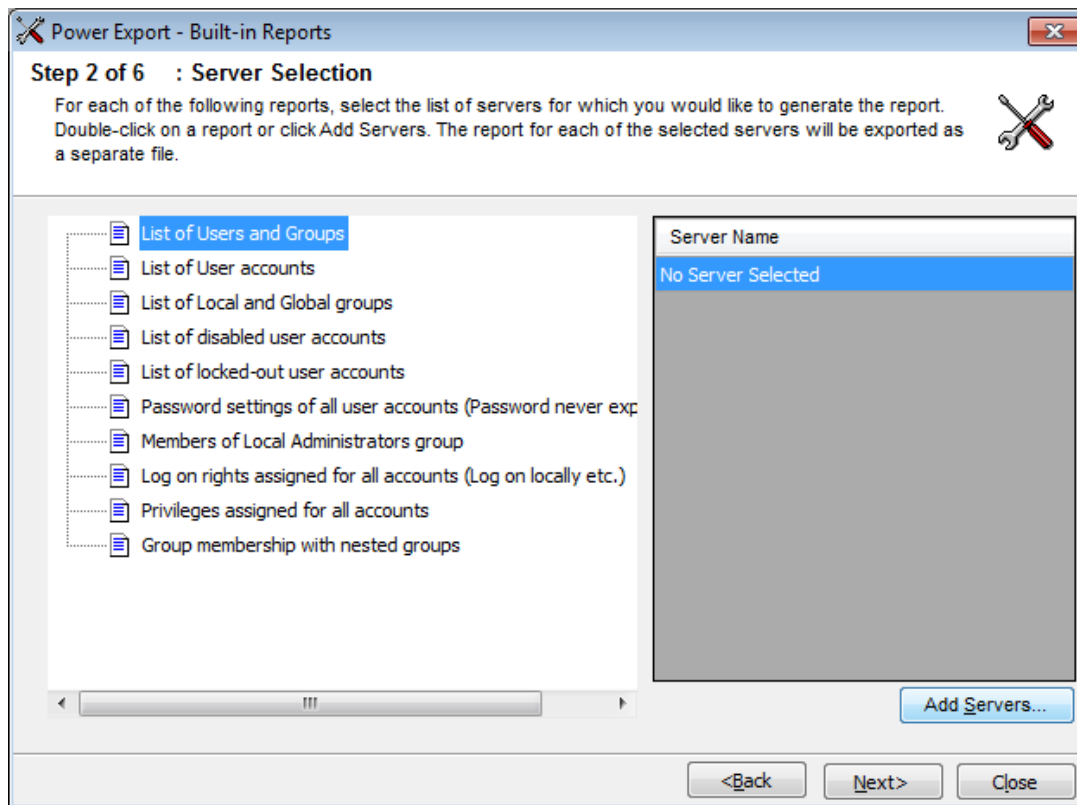 Power Export - Built-in Reports
Step 2 of 6 : Server Selection
For each of the following reports, select the list of servers for which you would like to generate the report.
Double-click on a report or click Add Servers. The report for each of the selected servers will be exported as
a separate file.
List of Users and Groups
List of User accounts
List of Local and Global groups
List of disabled user accounts
List of locked-out user accounts
Password settings of all user accounts (Password never exp
Members of Local Administrators group
Log on rights assigned for all accounts (Log on locally etc.)
Privileges assigned for all accounts
Group membership with nested groups
Server Name
No Server Selected
Add Servers...
<Back
Next>
Close